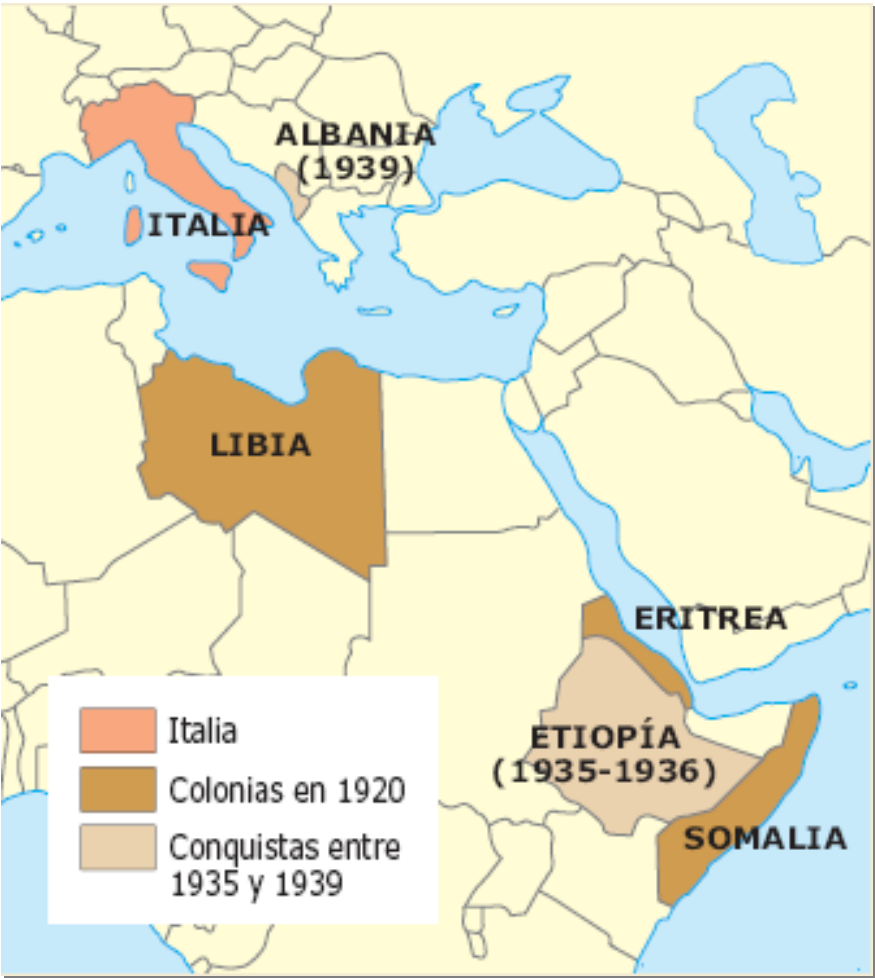 ALBANIA
(1939)
ITALIA
LIBIA
ERITREA
ETIOPÍA
(1935-1936)
SOMALIA
Italia
Colonias en 1920
Conquistas entre
1935 y 1939